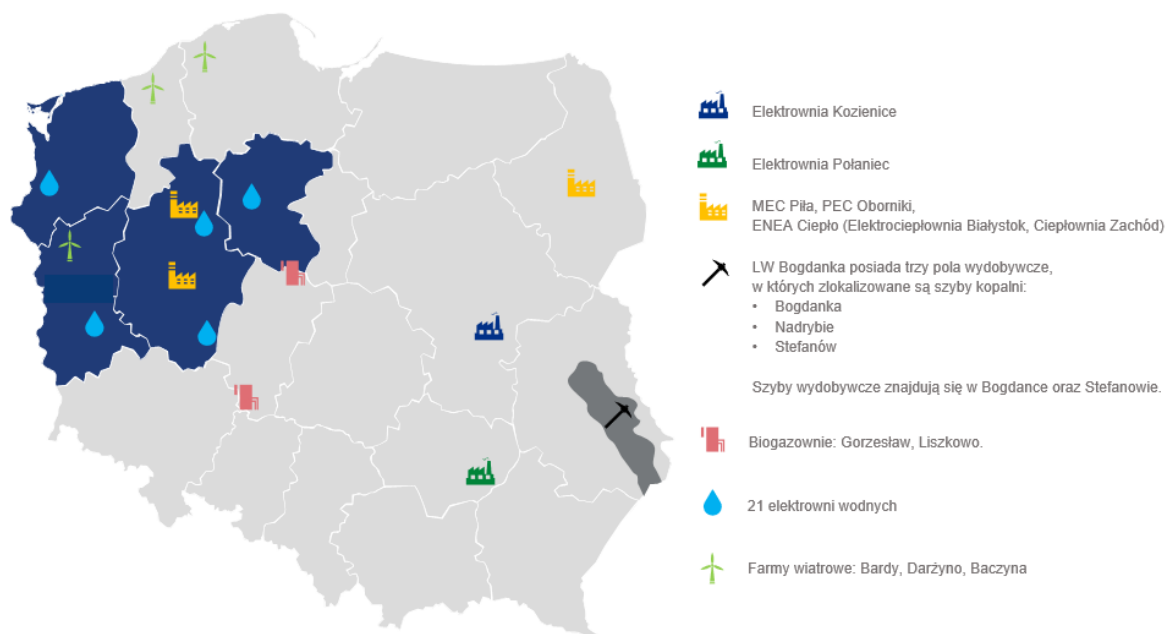 Elektrownia Kozienice
Elektrownia Połaniec
MEC Piła, PEC Oborniki,
ENEA Ciepło (Elektrociepłownia Białystok, Ciepłownia Zachód)
LW Bogdanka posiada trzy pola wydobywcze,
w których zlokalizowane są szyby kopalni:
• Bogdanka
• Nadrybie
• Stefanów
Szyby wydobywcze znajdują się w Bogdance oraz Stefanowie.
Biogazownie: Gorzesław, Liszkowo.
21 elektrowni wodnych
Farmy wiatrowe: Bardy, Darżyno, Baczyna